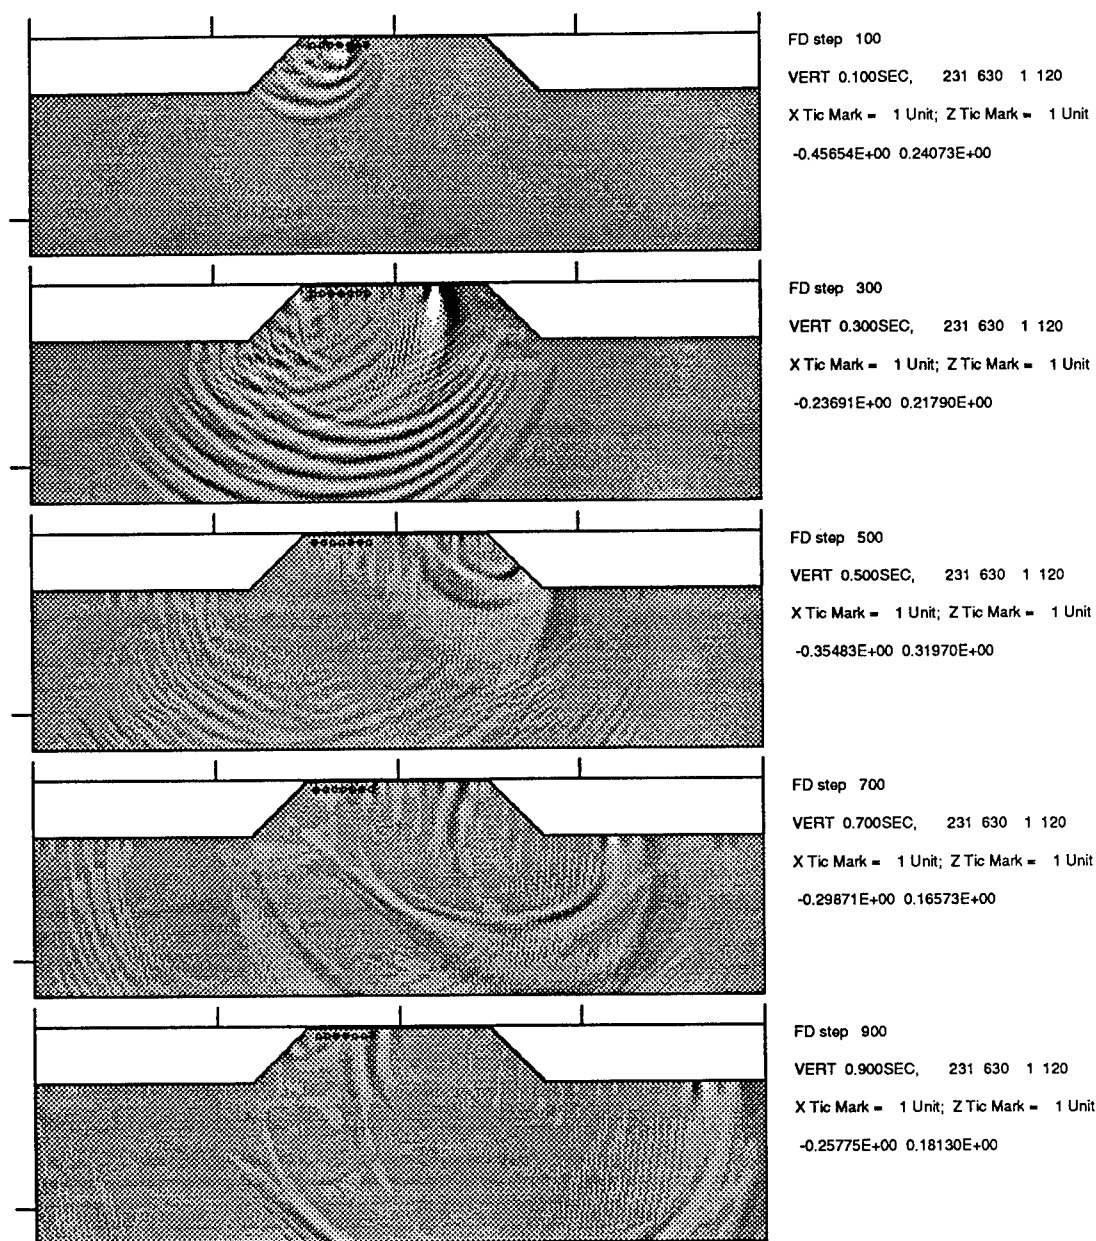 FD step 100
VERT 0.100SEC, 231 630 1 120
X Tic Mark = 1 Unit; Z Tic Mark = 1 Unit
-0.45654E+00 0.24073E+00
FD step 300
VERT 0.300SEC, 231 630 1 120
X Tic Mark = 1 Unit; Z Tic Mark = 1 Unit
-0.23691E+00 0.21790E+00
FD step 500
VERT 0.500SEC, 231 630 1 120
X Tic Mark = 1 Unit; Z Tic Mark = 1 Unit
-0.35483E+00 0.31970E+00
FD step 700
VERT 0.700SEC, 231 630 1 120
X Tic Mark = 1 Unit; Z Tic Mark = 1 Unit
-0.29871E+00 0.16573E+00
FD step 900
VERT 0.900SEC, 231 630 1 120
X Tic Mark = 1 Unit; Z Tic Mark = 1 Unit
-0.25775E+00 0.18130E+00